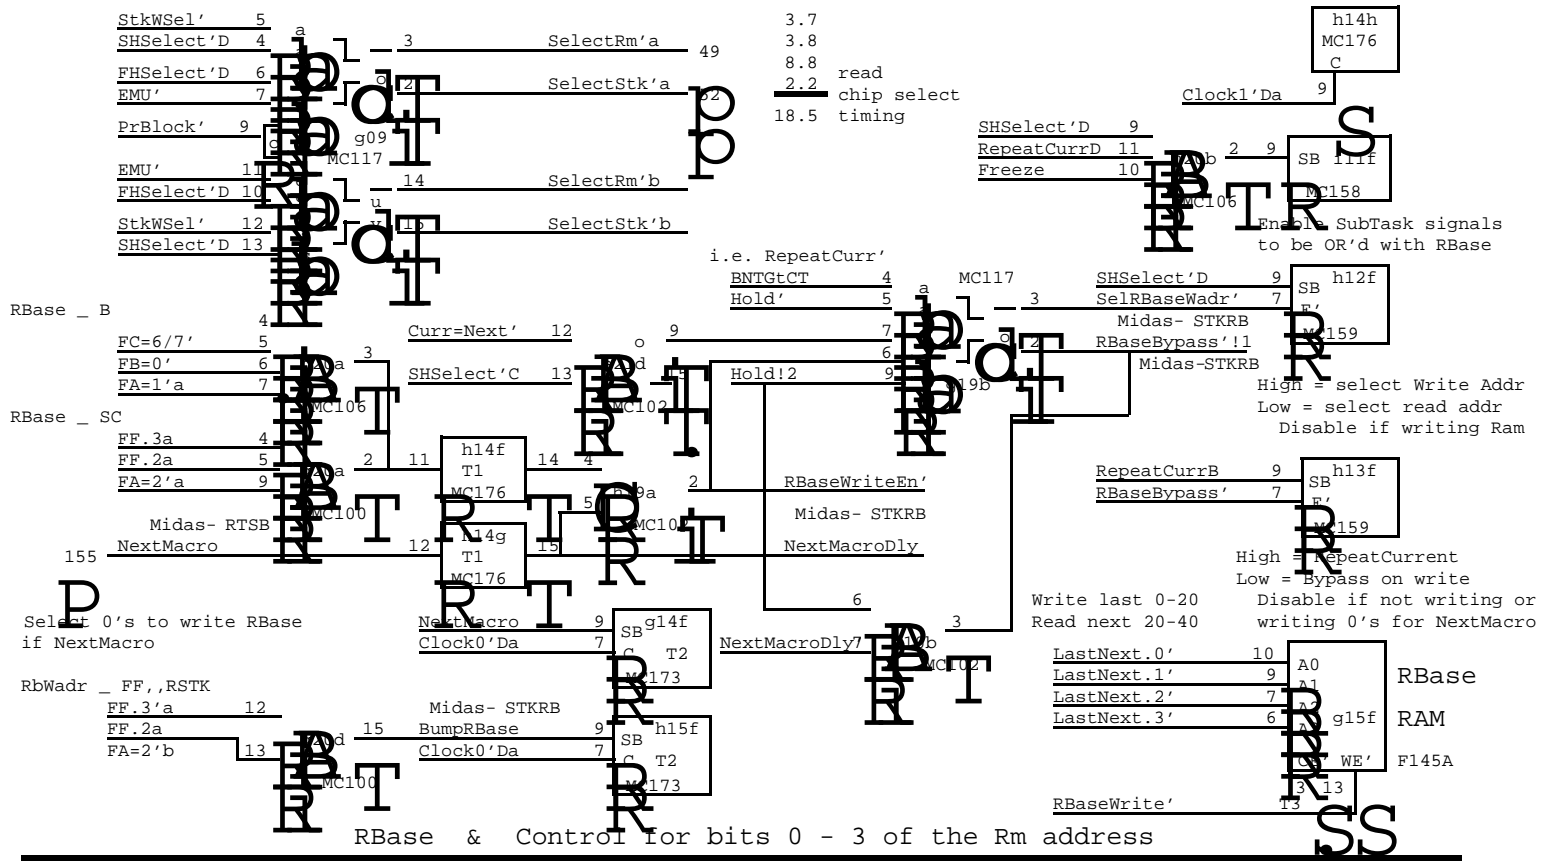 StkWSel' 5
SHSelect'D 4
a
3 SelectRm'a 49
FHSelect'D 6
EMU' 7
2 SelectStk'a
PrBlock' 9
g09
MC117
EMU' 11
FHSelect'D 10
14 SelectRm'b
u
StkWSel' 12
SHSelect'D 13
SelectStk'b
3.7
3.8
8.8
2.2
18.5
read
chip select
timing
h14h
MC176
C
Clock1'Da 9
SHSelect'D 9
RepeatCurrD 11
Freeze 10
2 9 SB
MC158
MC106
Enable SubTask signals
to be OR'd with RBase
i.e. RepeatCurr'
BNTGtCT 4
Hold' 5
a
MC117
3
SHSelect'D 9
SelRBaseWadr' 7
SB h12f
MC159
Midas- STKRB
RBaseBypass'!1
Midas-STKRB
High = select Write Addr
Low = select read addr
Disable if writing Ram
RBase _ B
4
FC=6/7' 5
FB=0' 6
FA=1'a 7
3
MC106
Curr=Next' 12
SHSelect'C 13
o
9 7
6
Hold!2 9
g19b
MC102
RBase _ SC
FF.3a 4
FF.2a 5
FA=2'a 9
2 11
MC100
h14f
T1
MC176
14 4
5
2 RBaseWriteEn'
Midas- STKRB
Midas- RTSB
155 NextMacro 12
h14g
T1
MC176
15 NextMacroDly
RepeatCurrB 9
RBaseBypass' 7
SB h13f
MC159
High = RepeatCurrent
Low = Bypass on write
Disable if not writing or
writing 0's for NextMacro
P
Select 0's to write RBase
if NextMacro
NextMacro 9
Clock0'Da 7
SB g14f
C T2
MC173
6
NextMacroDly 7
3
MC102
Write last 0-20
Read next 20-40
RbWadr _ FF,,RSTK
FF.3'a 12
FF.2a
FA=2'b 13
15
MC100
Midas- STKRB
BumpRBase 9
Clock0'Da 7
SB h15f
C T2
MC173
LastNext.0' 10
LastNext.1' 9
LastNext.2' 7
LastNext.3' 6
A0
A1
g15f
WE'
RBase
RAM
F145A
13
RBaseWrite' T3
RBase & Control for bits 0 - 3 of the Rm address